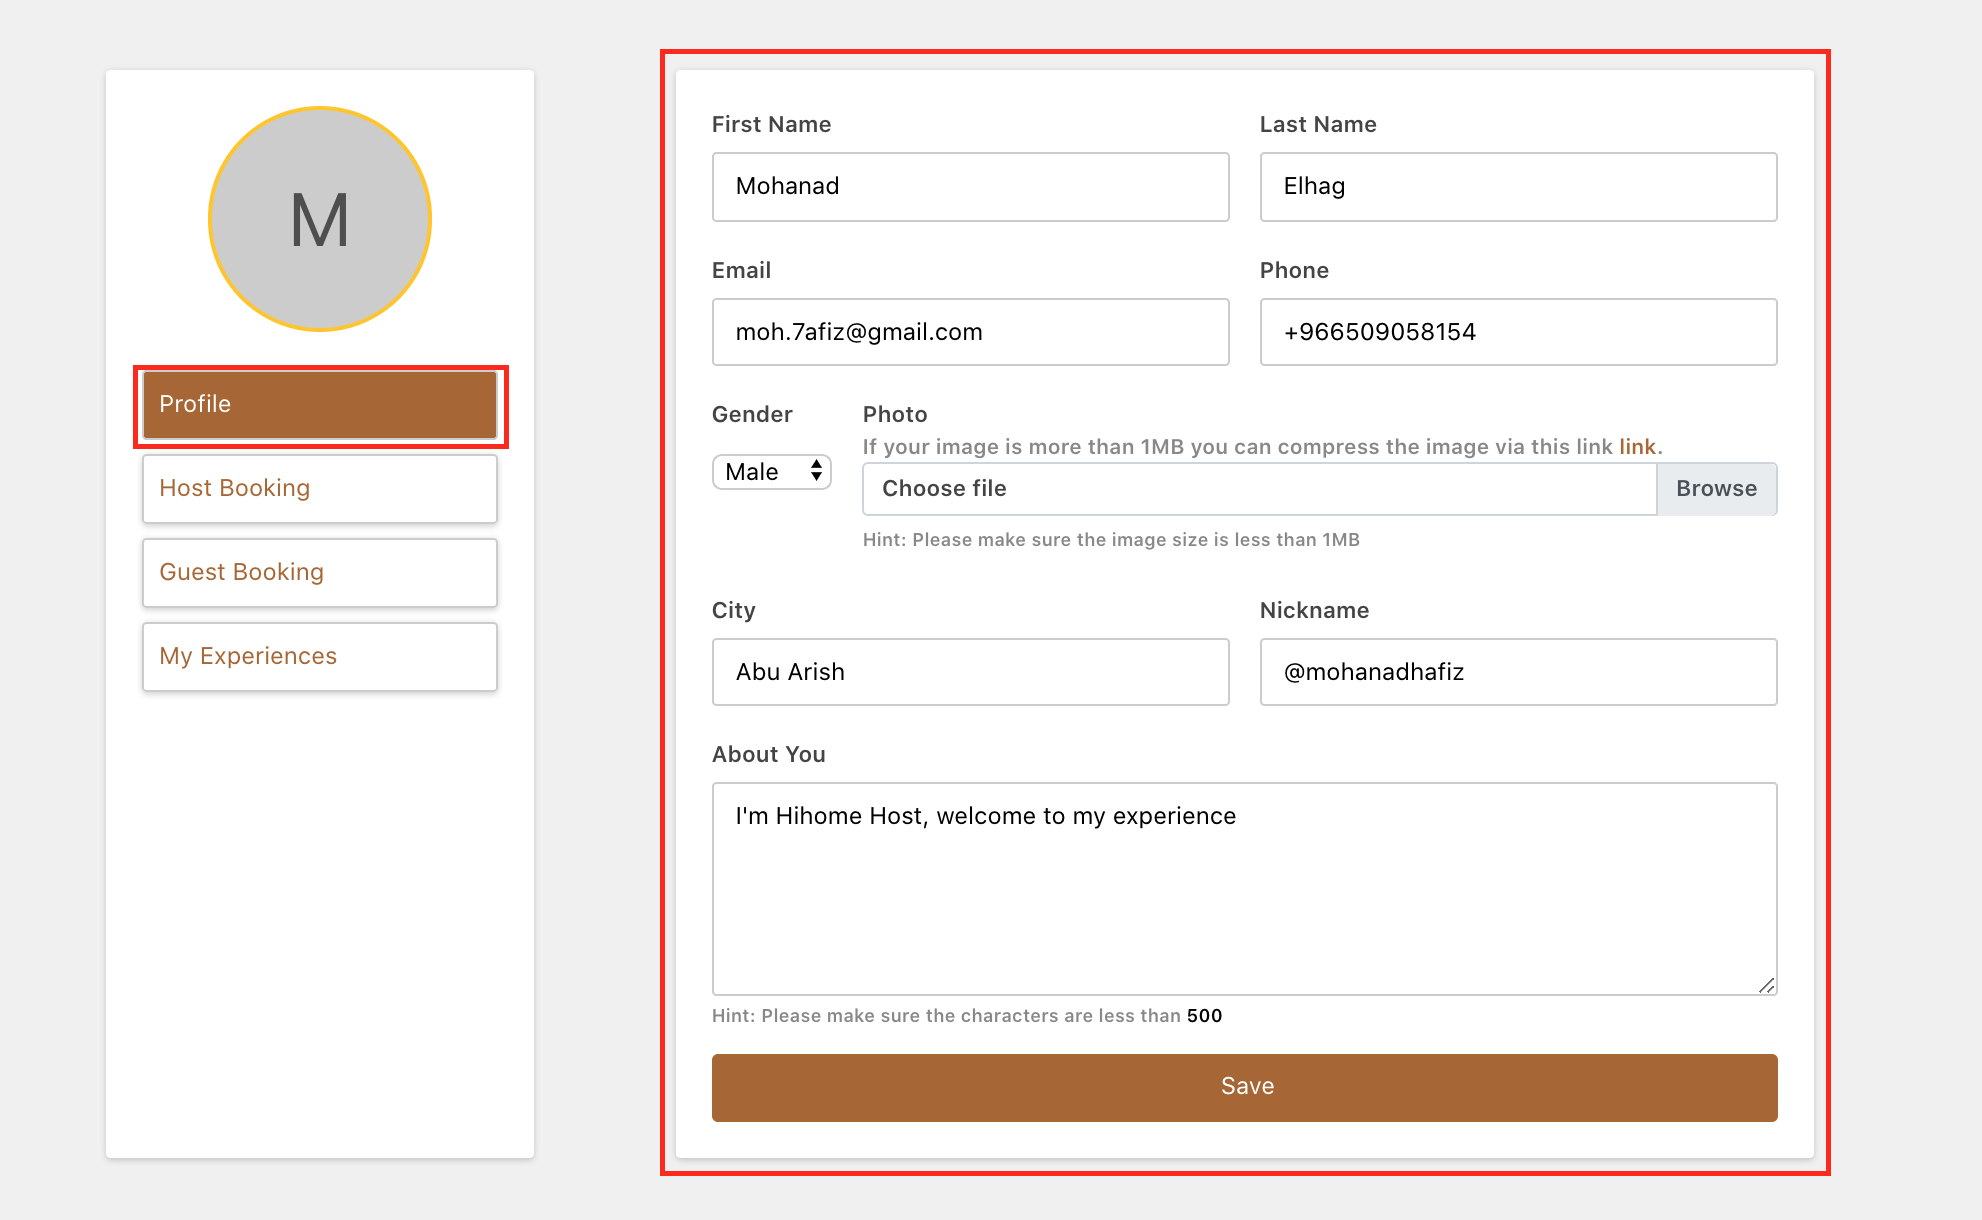 M
Profile
Host Booking
Guest Booking
My Experiences
First Name
Last Name
Mohanad
Elhag
Email
Phone
moh.7afiz@gmail.com
+966509058154
Gender
Photo
If your image is more than 1MB you can compress the image via this link link.
Male
Choose file
Browse
Hint: Please make sure the image size is less than 1MB
City
Nickname
Abu Arish
@mohanadhafiz
About You
I'm Hihome Host, welcome to my experience
Hint: Please make sure the characters are less than 500
Save